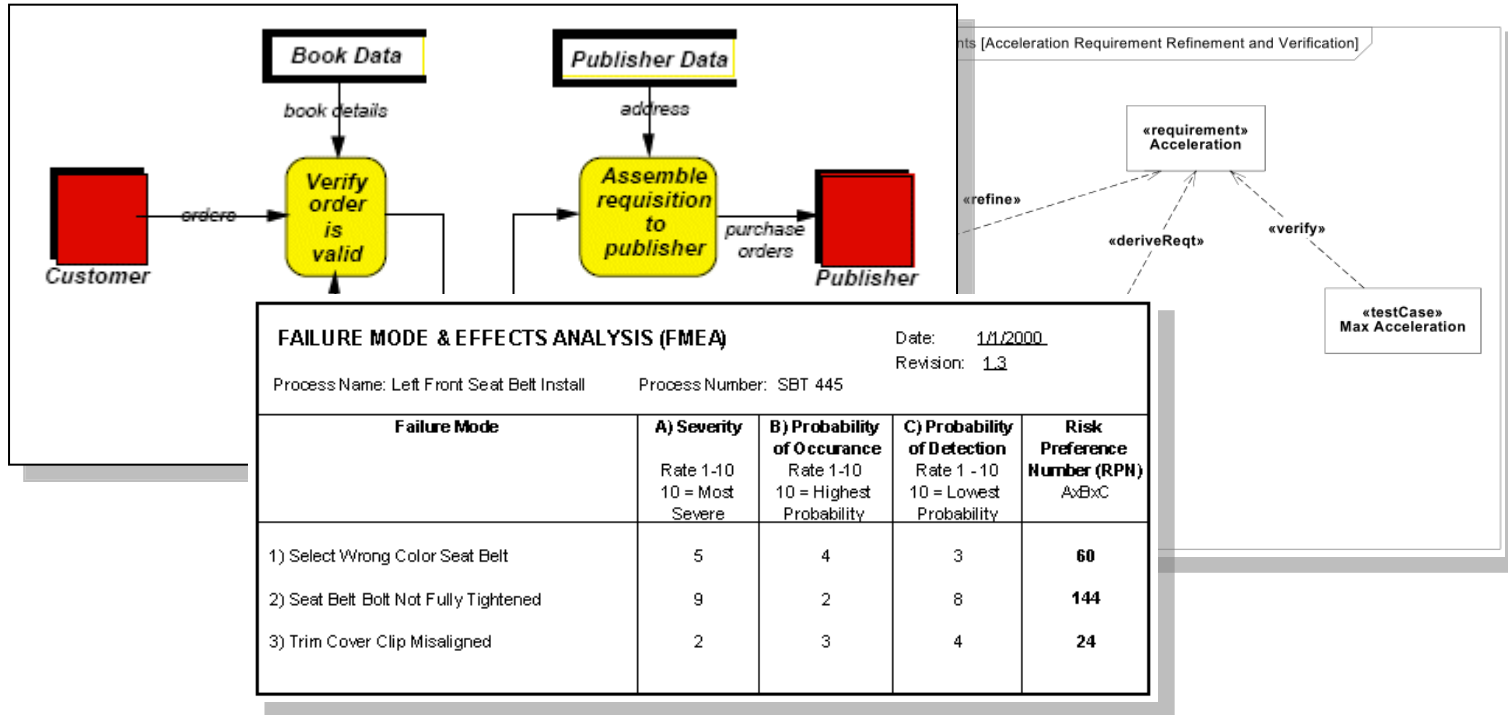 Book Data
Publisher Data
book details
address
Verify
order
is
valid
Assemble
requisition
to
publisher
orders
purchase
orders
Customer
Publisher
[Acceleration Requirement Refinement and Verification]
«requirement»
Acceleration
«refine»
«deriveReqt»
«verify»
«testCase»
Max Acceleration
FAILURE MODE & EFFECTS ANALYSIS (FMEA)
Date: 1/1/2000
Revision: 1.3
Process Name: Left Front Seat Belt Install Process Number: SBT 445
Failure Mode
A) Severity
Rate 1-10
10 = Most
Severe
B) Probability
of Occurance
Rate 1-10
10 = Highest
Probability
C) Probability
of Detection
Rate 1 - 10
10 = Lowest
Probability
Risk
Preference
Number (RPN)
AxBxC
1) Select Wrong Color Seat Belt 5 4 3 60
2) Seat Belt Bolt Not Fully Tightened 9 2 8 144
3) Trim Cover Clip Misaligned 2 3 4 24